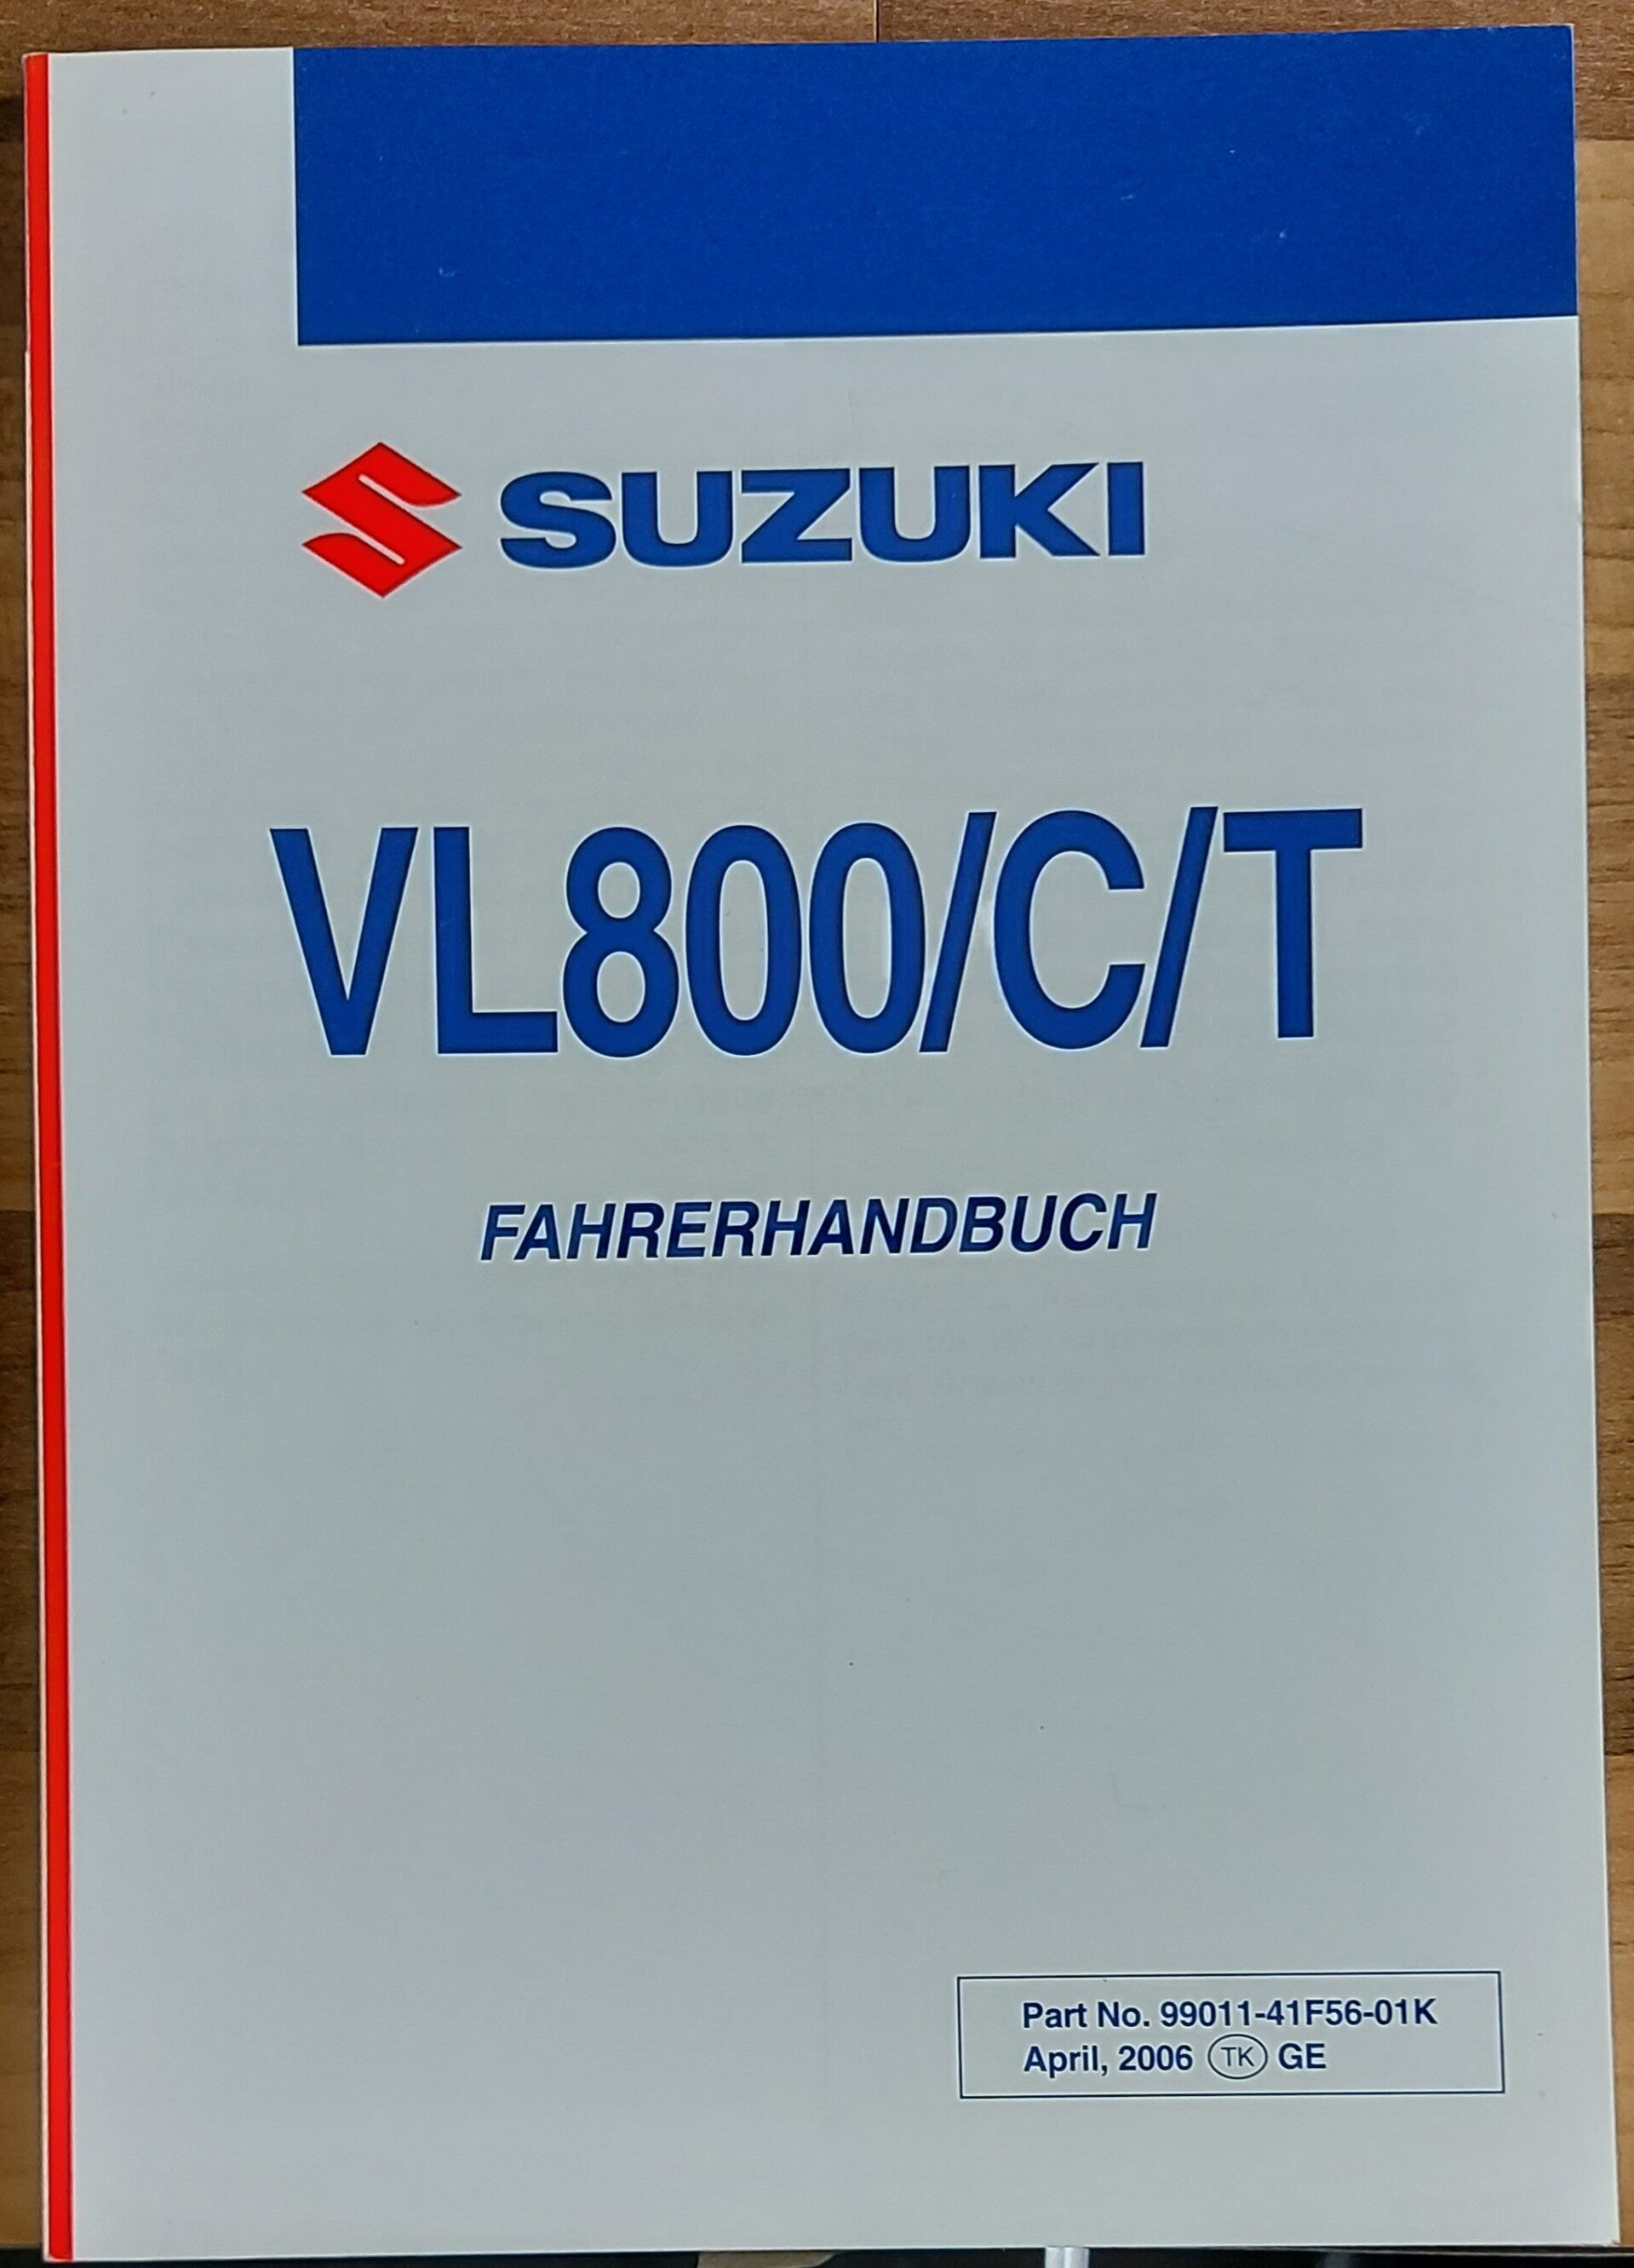 SUZUKI
VL800/C/T
FAHRERHANDBUCH
Part No. 99011-41F56-01K
April, 2006 TK GE